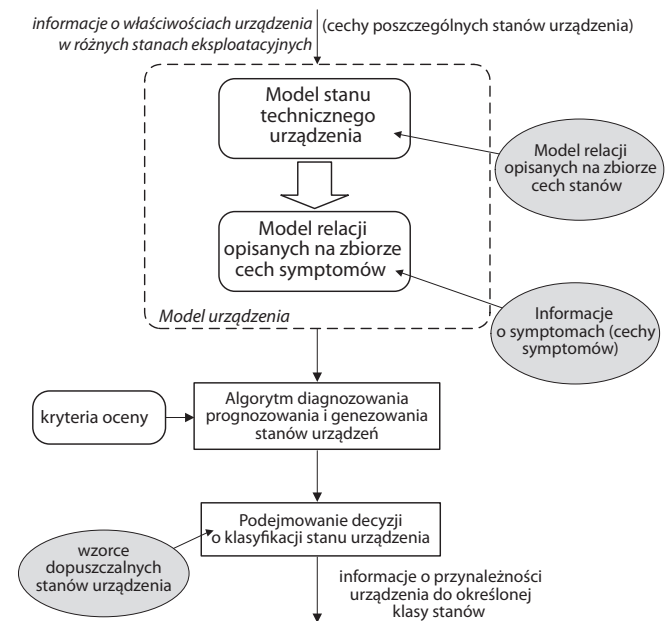 informacje o właściwościach urządzenia
w różnych stanach eksploatacyjnych
(cechy poszczególnych stanów urządzenia)
Model stanu
technicznego
urządzenia
Model relacji
opisanych na zbiorze
cech stanów
Model relacji
opisanych na zbiorze
cech symptomów
Informacje
o symptomach (cechy
symptomów)
Model urządzenia
Algorytm diagnozowania
prognozowania i genezowania
stanów urządzeń
kryteria oceny
Podejmowanie decyzji
o klasyfikacji stanu urządzenia
wzorce
dopuszczalnych
stanów urządzenia
informacje o przynależności
urządzenia do określonej
klasy stanów